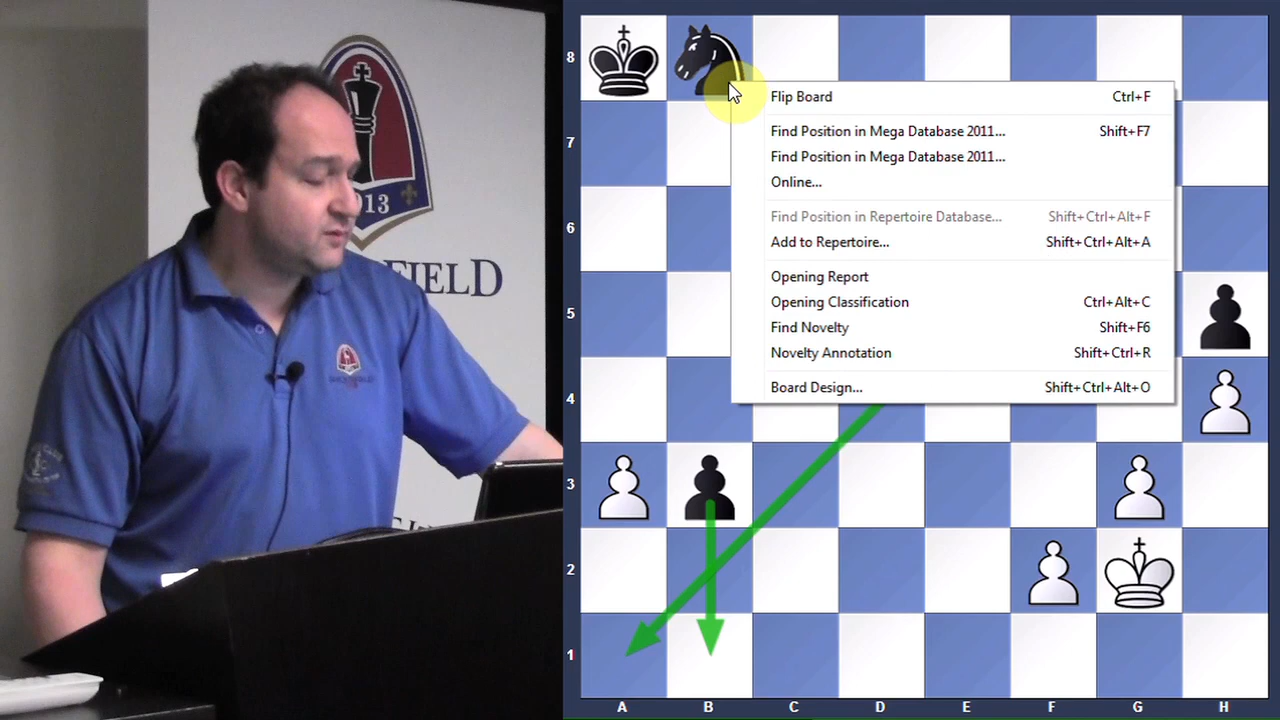 2013
FIELD
FIELD
8
7
6
5
4
3
2
1
A B C D E F G H
Flip Board Ctrl+F
Find Position in Mega Database 2011... Shift+F7
Find Position in Mega Database 2011...
Online...
Find Position in Repertoire Database... Shift+Ctrl+Alt+F
Add to Repertoire... Shift+Ctrl+Alt+A
Opening Report
Opening Classification Ctrl+Alt+C
Find Novelty Shift+F6
Novelty Annotation Shift+Ctrl+R
Board Design... Shift+Ctrl+Alt+O